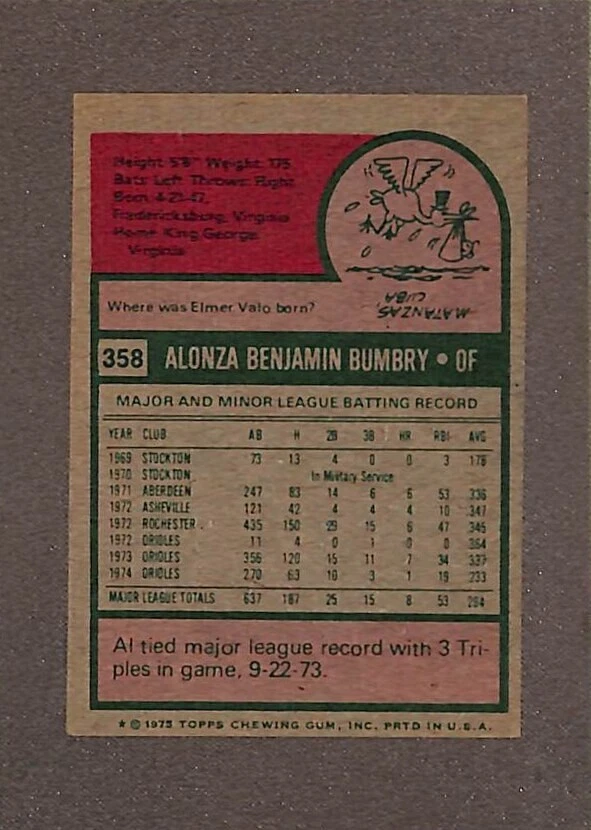 Height: 5'8" Weight: 175
Bats: Left Throws: Right
Born 4-21-47,
Fredericksburg, Virginia
Home: King George,
Virginia
Where was Elmer Valo born?
MATANZAS,
CUBA
358 ALONZA BENJAMIN BUMBRY • OF
MAJOR AND MINOR LEAGUE BATTING RECORD
YEAR CLUB AB H 2B 3B HR RBI AVG
1969 STOCKTON 73 13 4 0 0 3 178
1970 STOCKTON In Military Service
1971 ABERDEEN 247 83 14 6 6 53 336
1972 ASHEVILLE 121 42 4 4 4 10 347
1972 ROCHESTER 435 150 29 15 6 47 345
1972 ORIOLES 11 4 0 1 0 0 364
1973 ORIOLES 356 120 15 11 7 34 337
1974 ORIOLES 270 63 10 3 1 19 233
MAJOR LEAGUE TOTALS 637 187 25 15 8 53 294
Al tied major league record with 3 Tri-
ples in game, 9-22-73.
★ © 1975 TOPPS CHEWING GUM, INC. PRTD IN U.S.A.